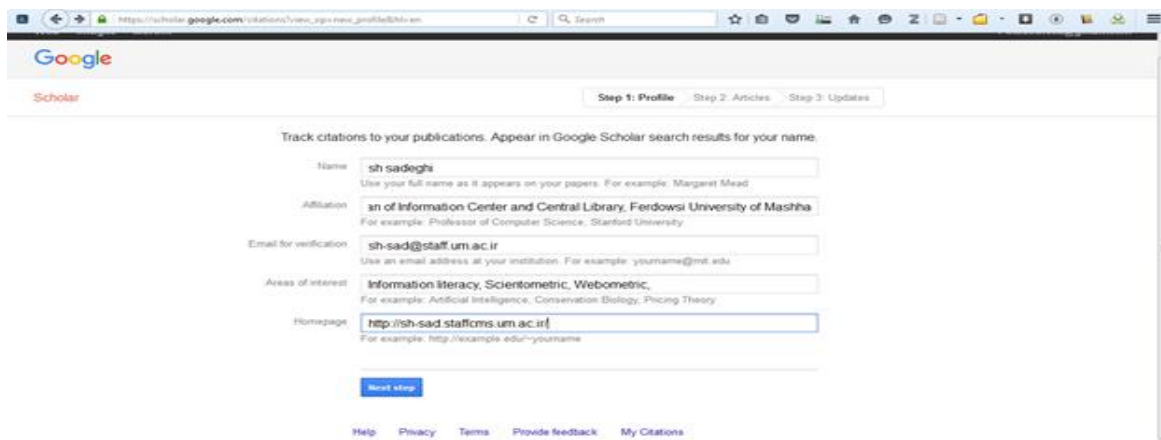 https://scholar.google.com/citations?view_op=new_profile&hl=en
Search
Google
Scholar
Step 1: Profile Step 2: Articles Step 3: Updates
Track citations to your publications. Appear in Google Scholar search results for your name.
Name sh sadeghi
Use your full name as it appears on your papers. For example: Margaret Mead
Affiliation an of Information Center and Central Library, Ferdowsi University of Mashha
For example: Professor of Computer Science, Stanford University
Email for verification sh-sad@staff.um.ac.ir
Use an email address at your institution. For example: yourname@mit.edu
Areas of interest Information literacy, Scientometric, Webometric,
For example: Artificial Intelligence, Conservation Biology, Pricing Theory
Homepage http://sh-sad.staffcms.um.ac.ir/
For example: http://example.edu/~yourname
Next step
Help Privacy Terms Provide feedback My Citations